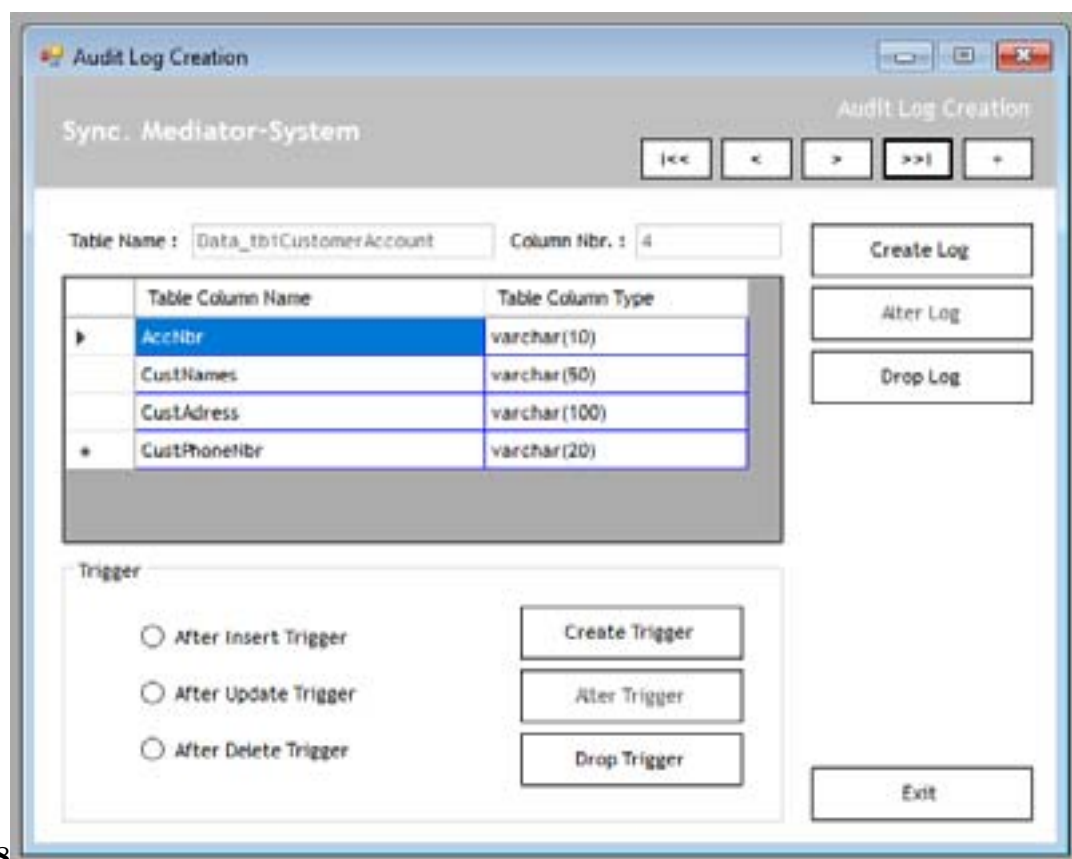 Audit Log Creation
Sync. Mediator-System
Audit Log Creation
|<< < > >>| +
Table Name : Data_tb1CustomerAccount Column Nbr. : 4
Table Column Name Table Column Type
AccNbr varchar(10)
CustNames varchar(50)
CustAdress varchar(100)
CustPhoneNbr varchar(20)
Create Log
Alter Log
Drop Log
Trigger
After Insert Trigger
After Update Trigger
After Delete Trigger
Create Trigger
Alter Trigger
Drop Trigger
Exit
8